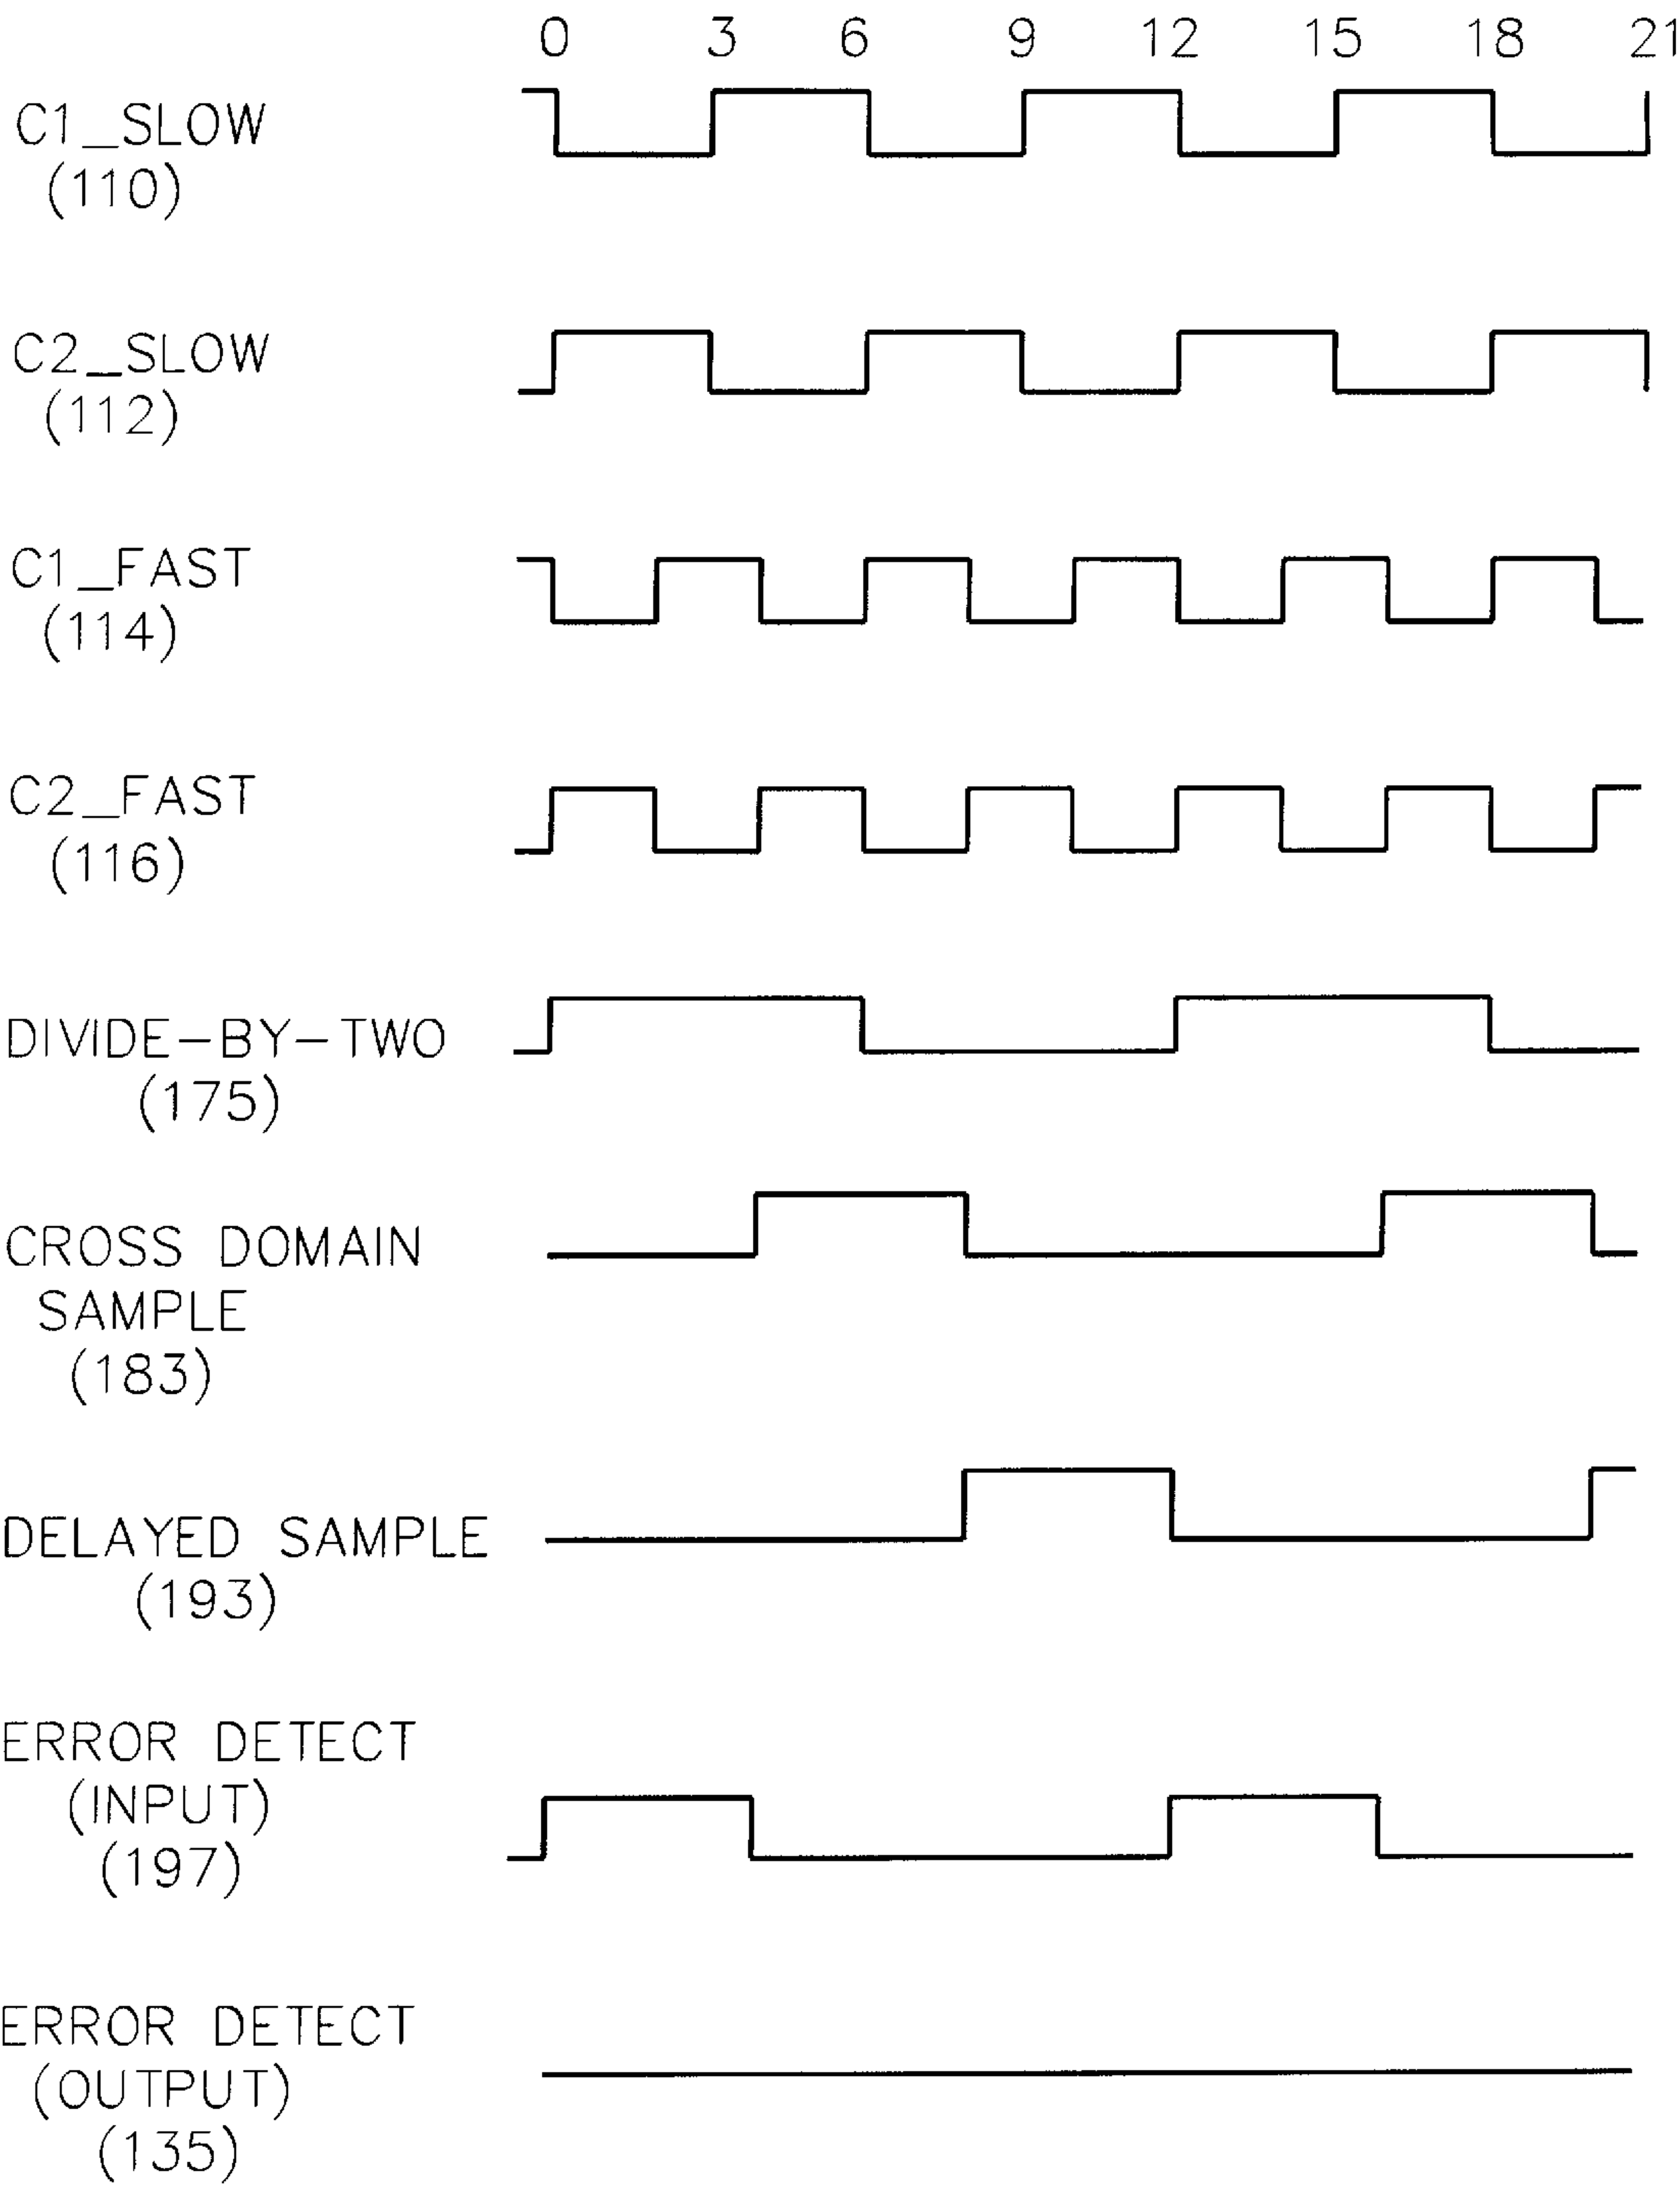 0 3 6 9 12 15 18 21
C1_SLOW
(110)
C2_SLOW
(112)
C1_FAST
(114)
C2_FAST
(116)
DIVIDE-BY-TWO
(175)
CROSS DOMAIN
SAMPLE
(183)
DELAYED SAMPLE
(193)
ERROR DETECT
(INPUT)
(197)
ERROR DETECT
(OUTPUT)
(135)